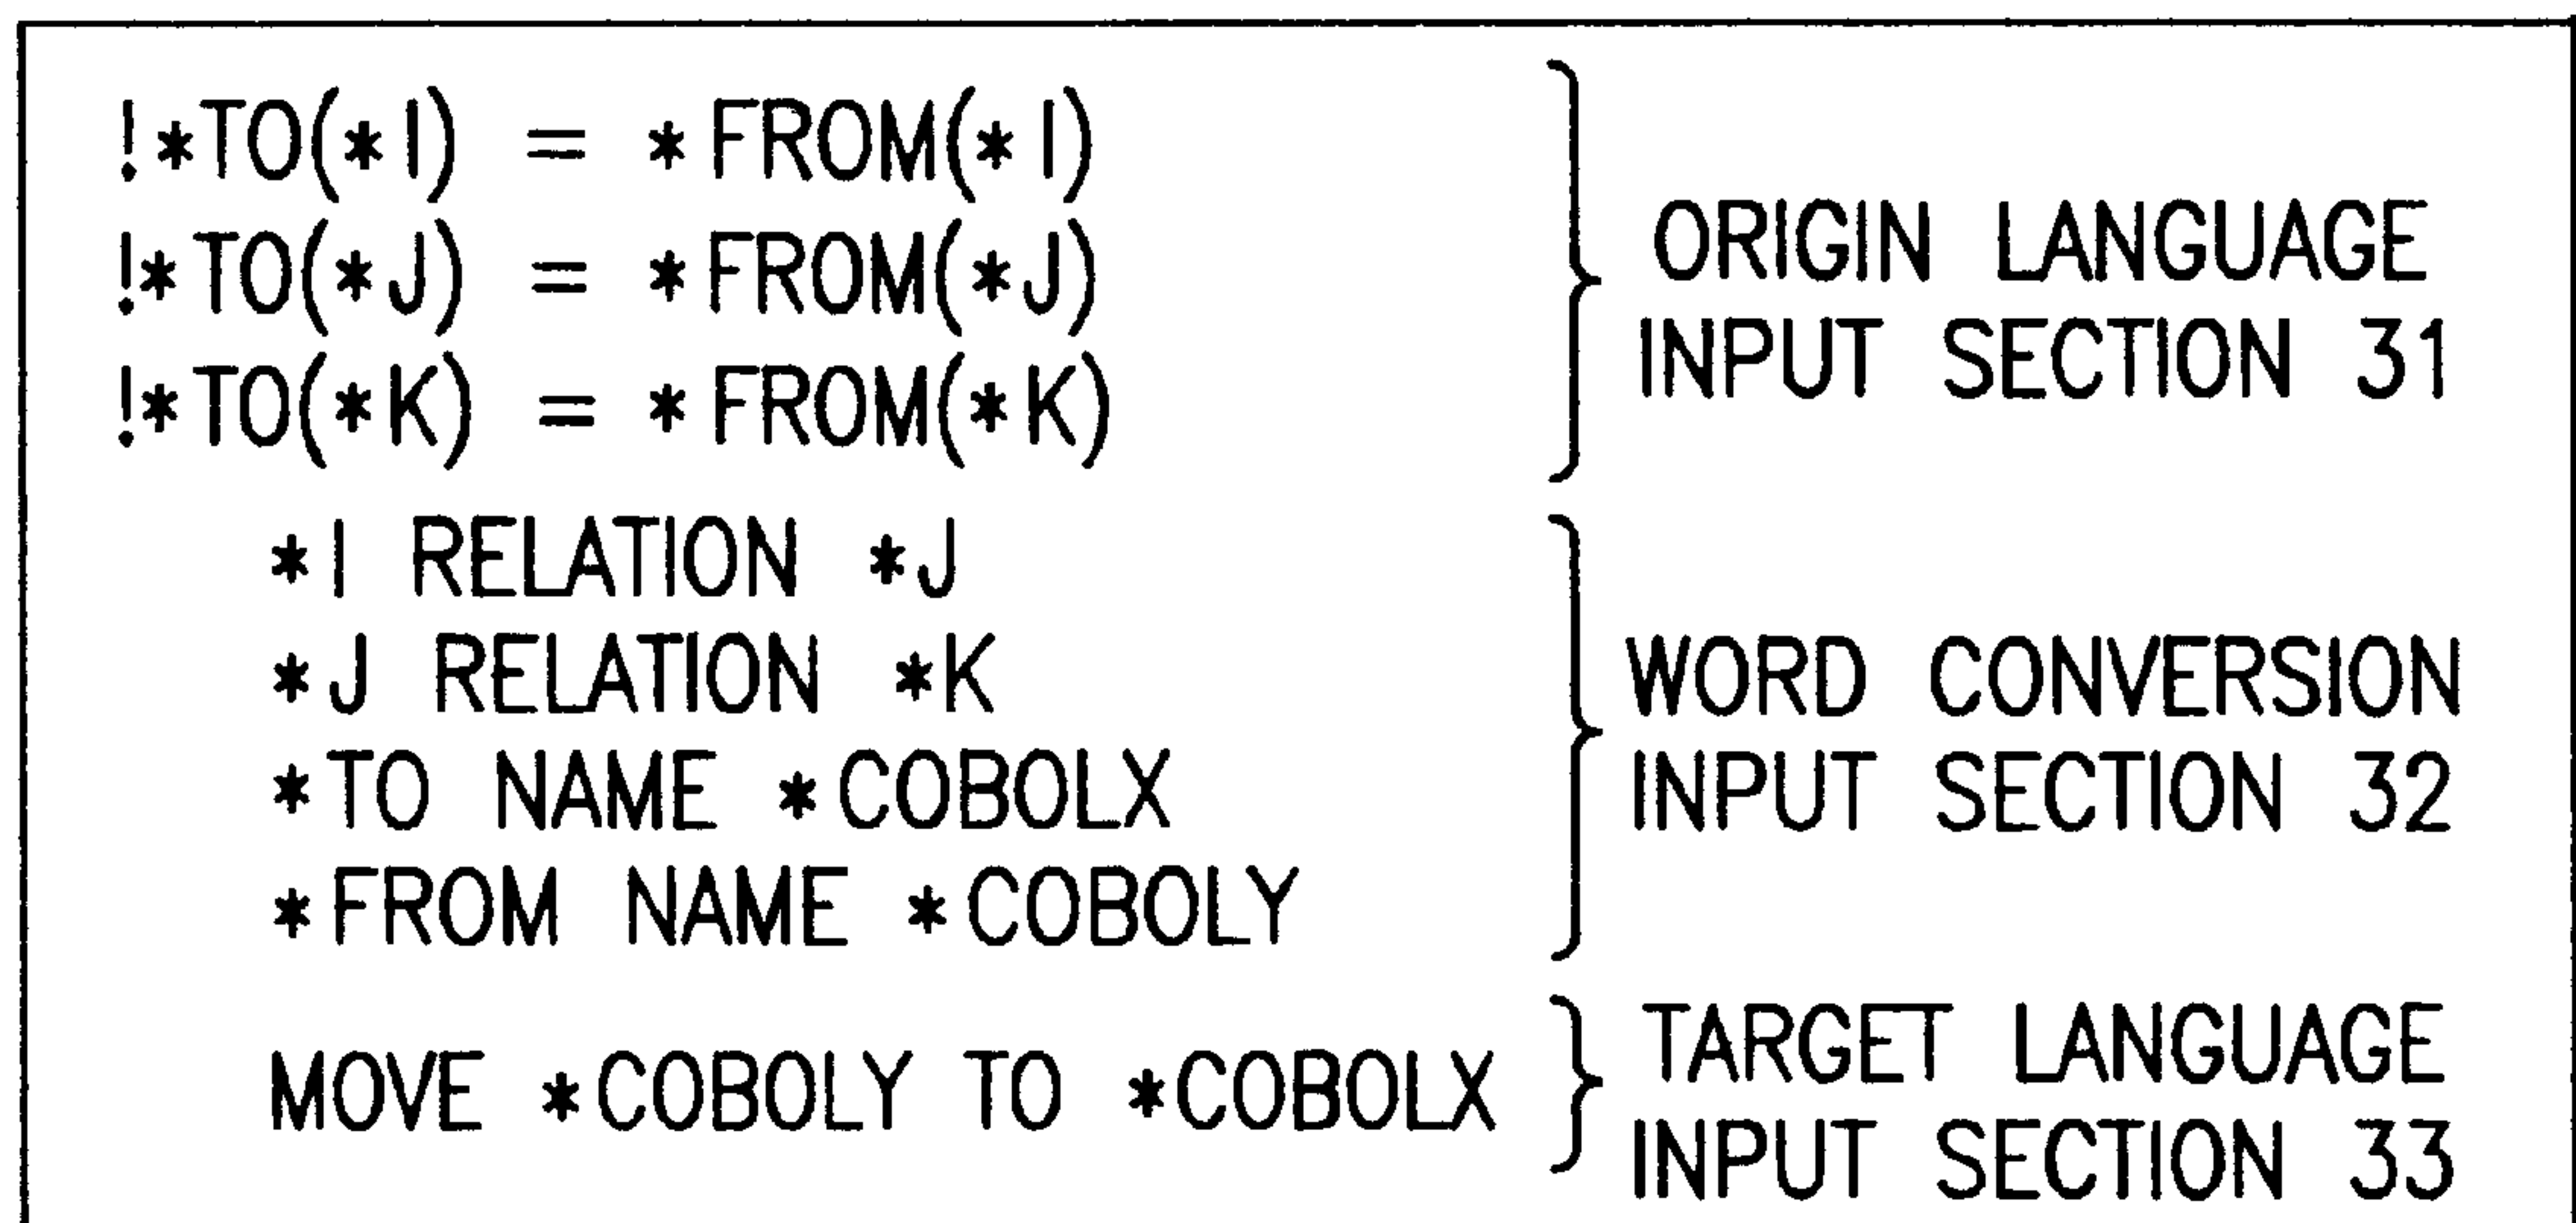 !*TO(*I) = *FROM(*I)
!*TO(*J) = *FROM(*J)
!*TO(*K) = *FROM(*K)
ORIGIN LANGUAGE
INPUT SECTION 31
*I RELATION *J
*J RELATION *K
*TO NAME *COBOLX
*FROM NAME *COBOLY
WORD CONVERSION
INPUT SECTION 32
MOVE *COBOLY TO *COBOLX
TARGET LANGUAGE
INPUT SECTION 33